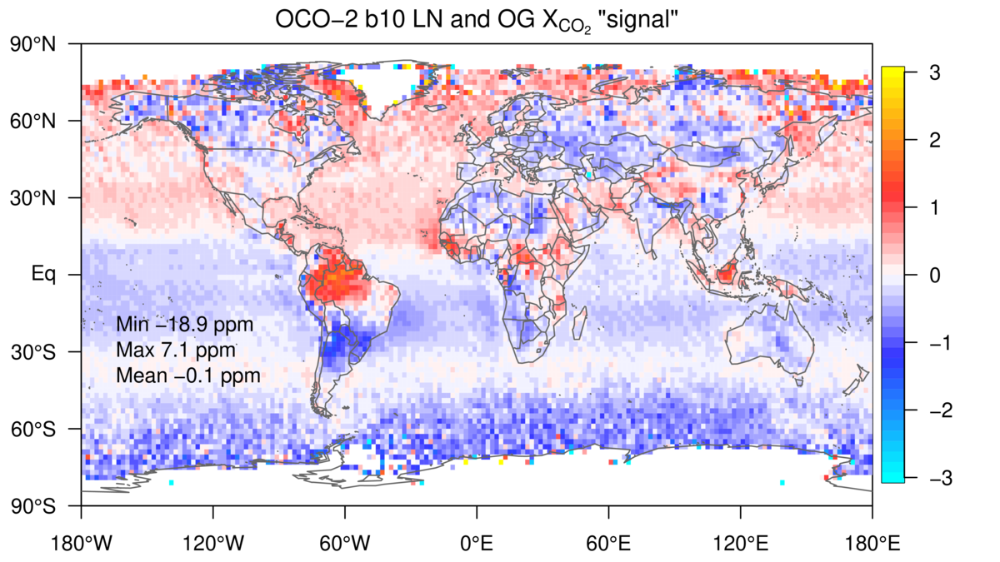 OCO−2 b10 LN and OG XCO2 "signal"
90°N
60°N
30°N
Eq
30°S
60°S
90°S
Min −18.9 ppm
Max 7.1 ppm
Mean −0.1 ppm
180°W 120°W 60°W 0°E 60°E 120°E 180°E
3
2
1
0
−1
−2
−3